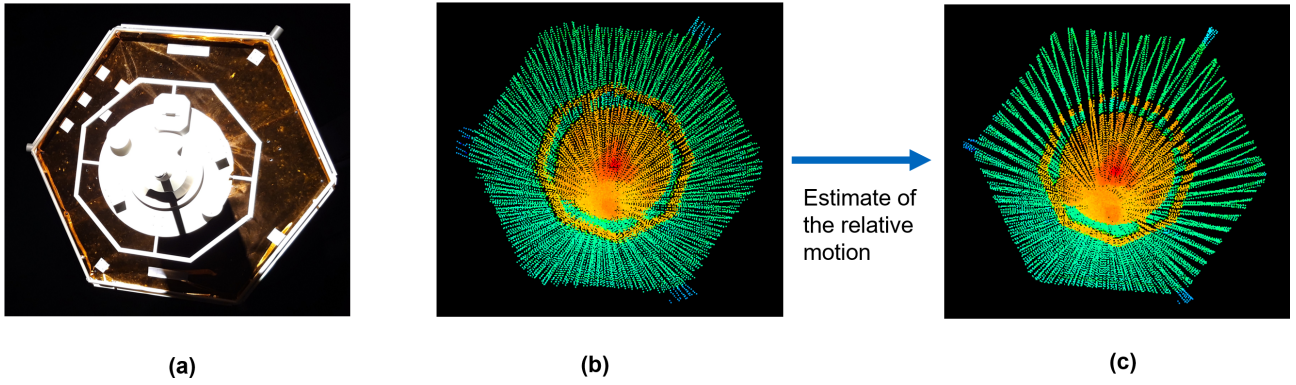 Estimate of
the relative
motion
(a)
(b)
(c)